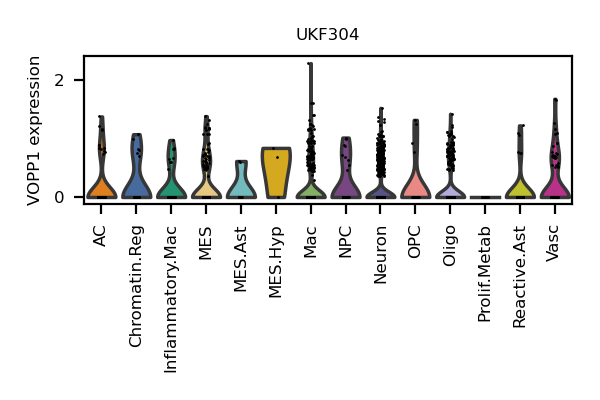 UKF304
VOPP1 expression
2
0
AC
Chromatin.Reg
Inflammatory.Mac
MES
MES.Ast
MES.Hyp
Mac
NPC
Neuron
OPC
Oligo
Prolif.Metab
Reactive.Ast
Vasc